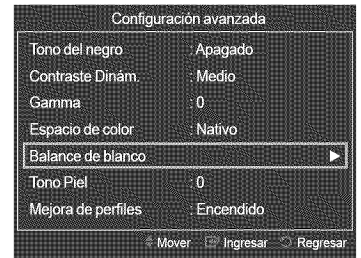 Configuración avanzada
Tono del negro : Apagado
Contraste Dinám. : Medio
Gamma : 0
Espacio de color : Nativo
Balance de blanco
Tono Piel : 0
Mejora de perfiles : Encendido
Mover Ingresar Regresar